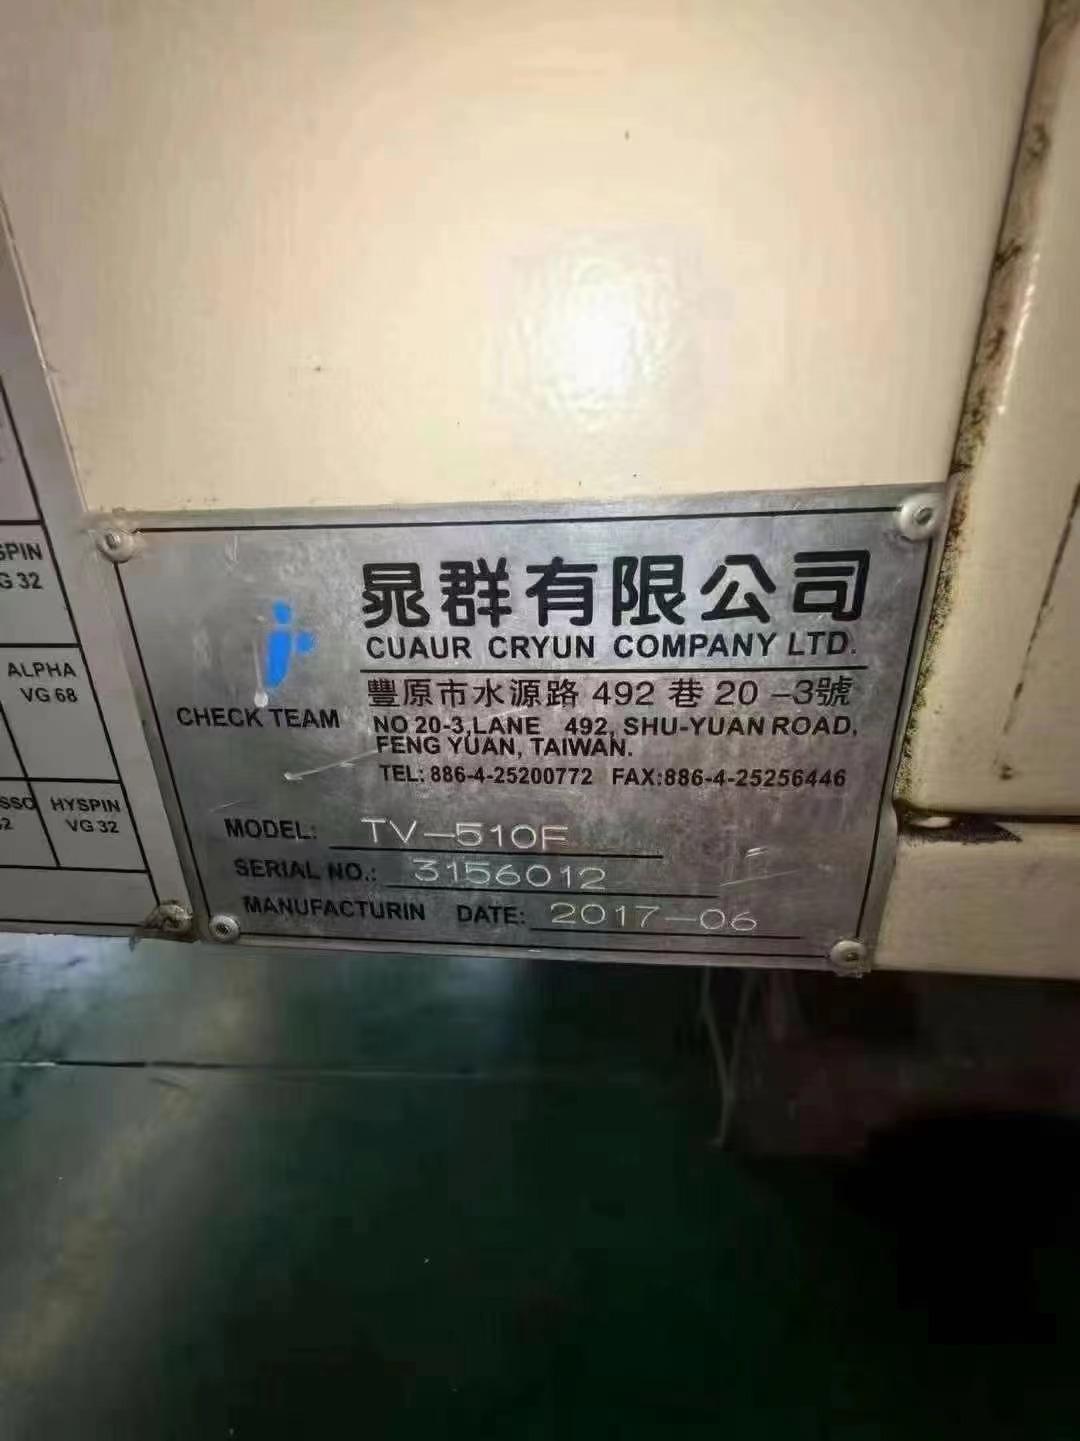 SPIN
G 32
ALPHA
VG 68
SSO
HYSPIN
VG 32
晁群有限公司
CUAUR CRYUN COMPANY LTD.
CHECK TEAM
豐原市水源路 492 巷 20 -3號
NO 20-3,LANE 492, SHU-YUAN ROAD,
FENG YUAN, TAIWAN.
TEL: 886-4-25200772 FAX:886-4-25256446
MODEL: TV-510F
SERIAL NO.: 3156012
MANUFACTURIN DATE: 2017-06